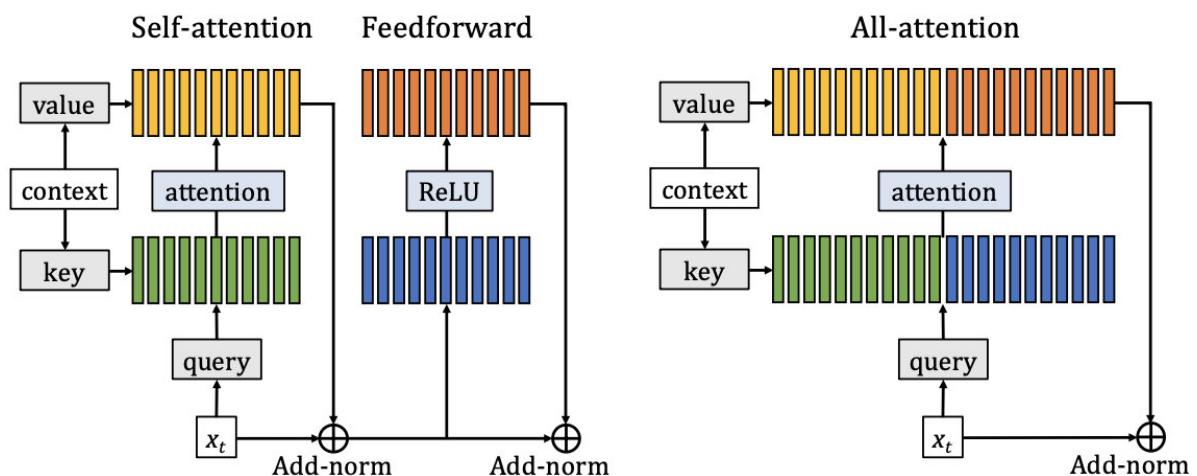 Self-attention
Feedforward
All-attention
value
context
key
attention
ReLU
query
x_t
Add-norm
Add-norm
value
context
key
attention
query
x_t
Add-norm